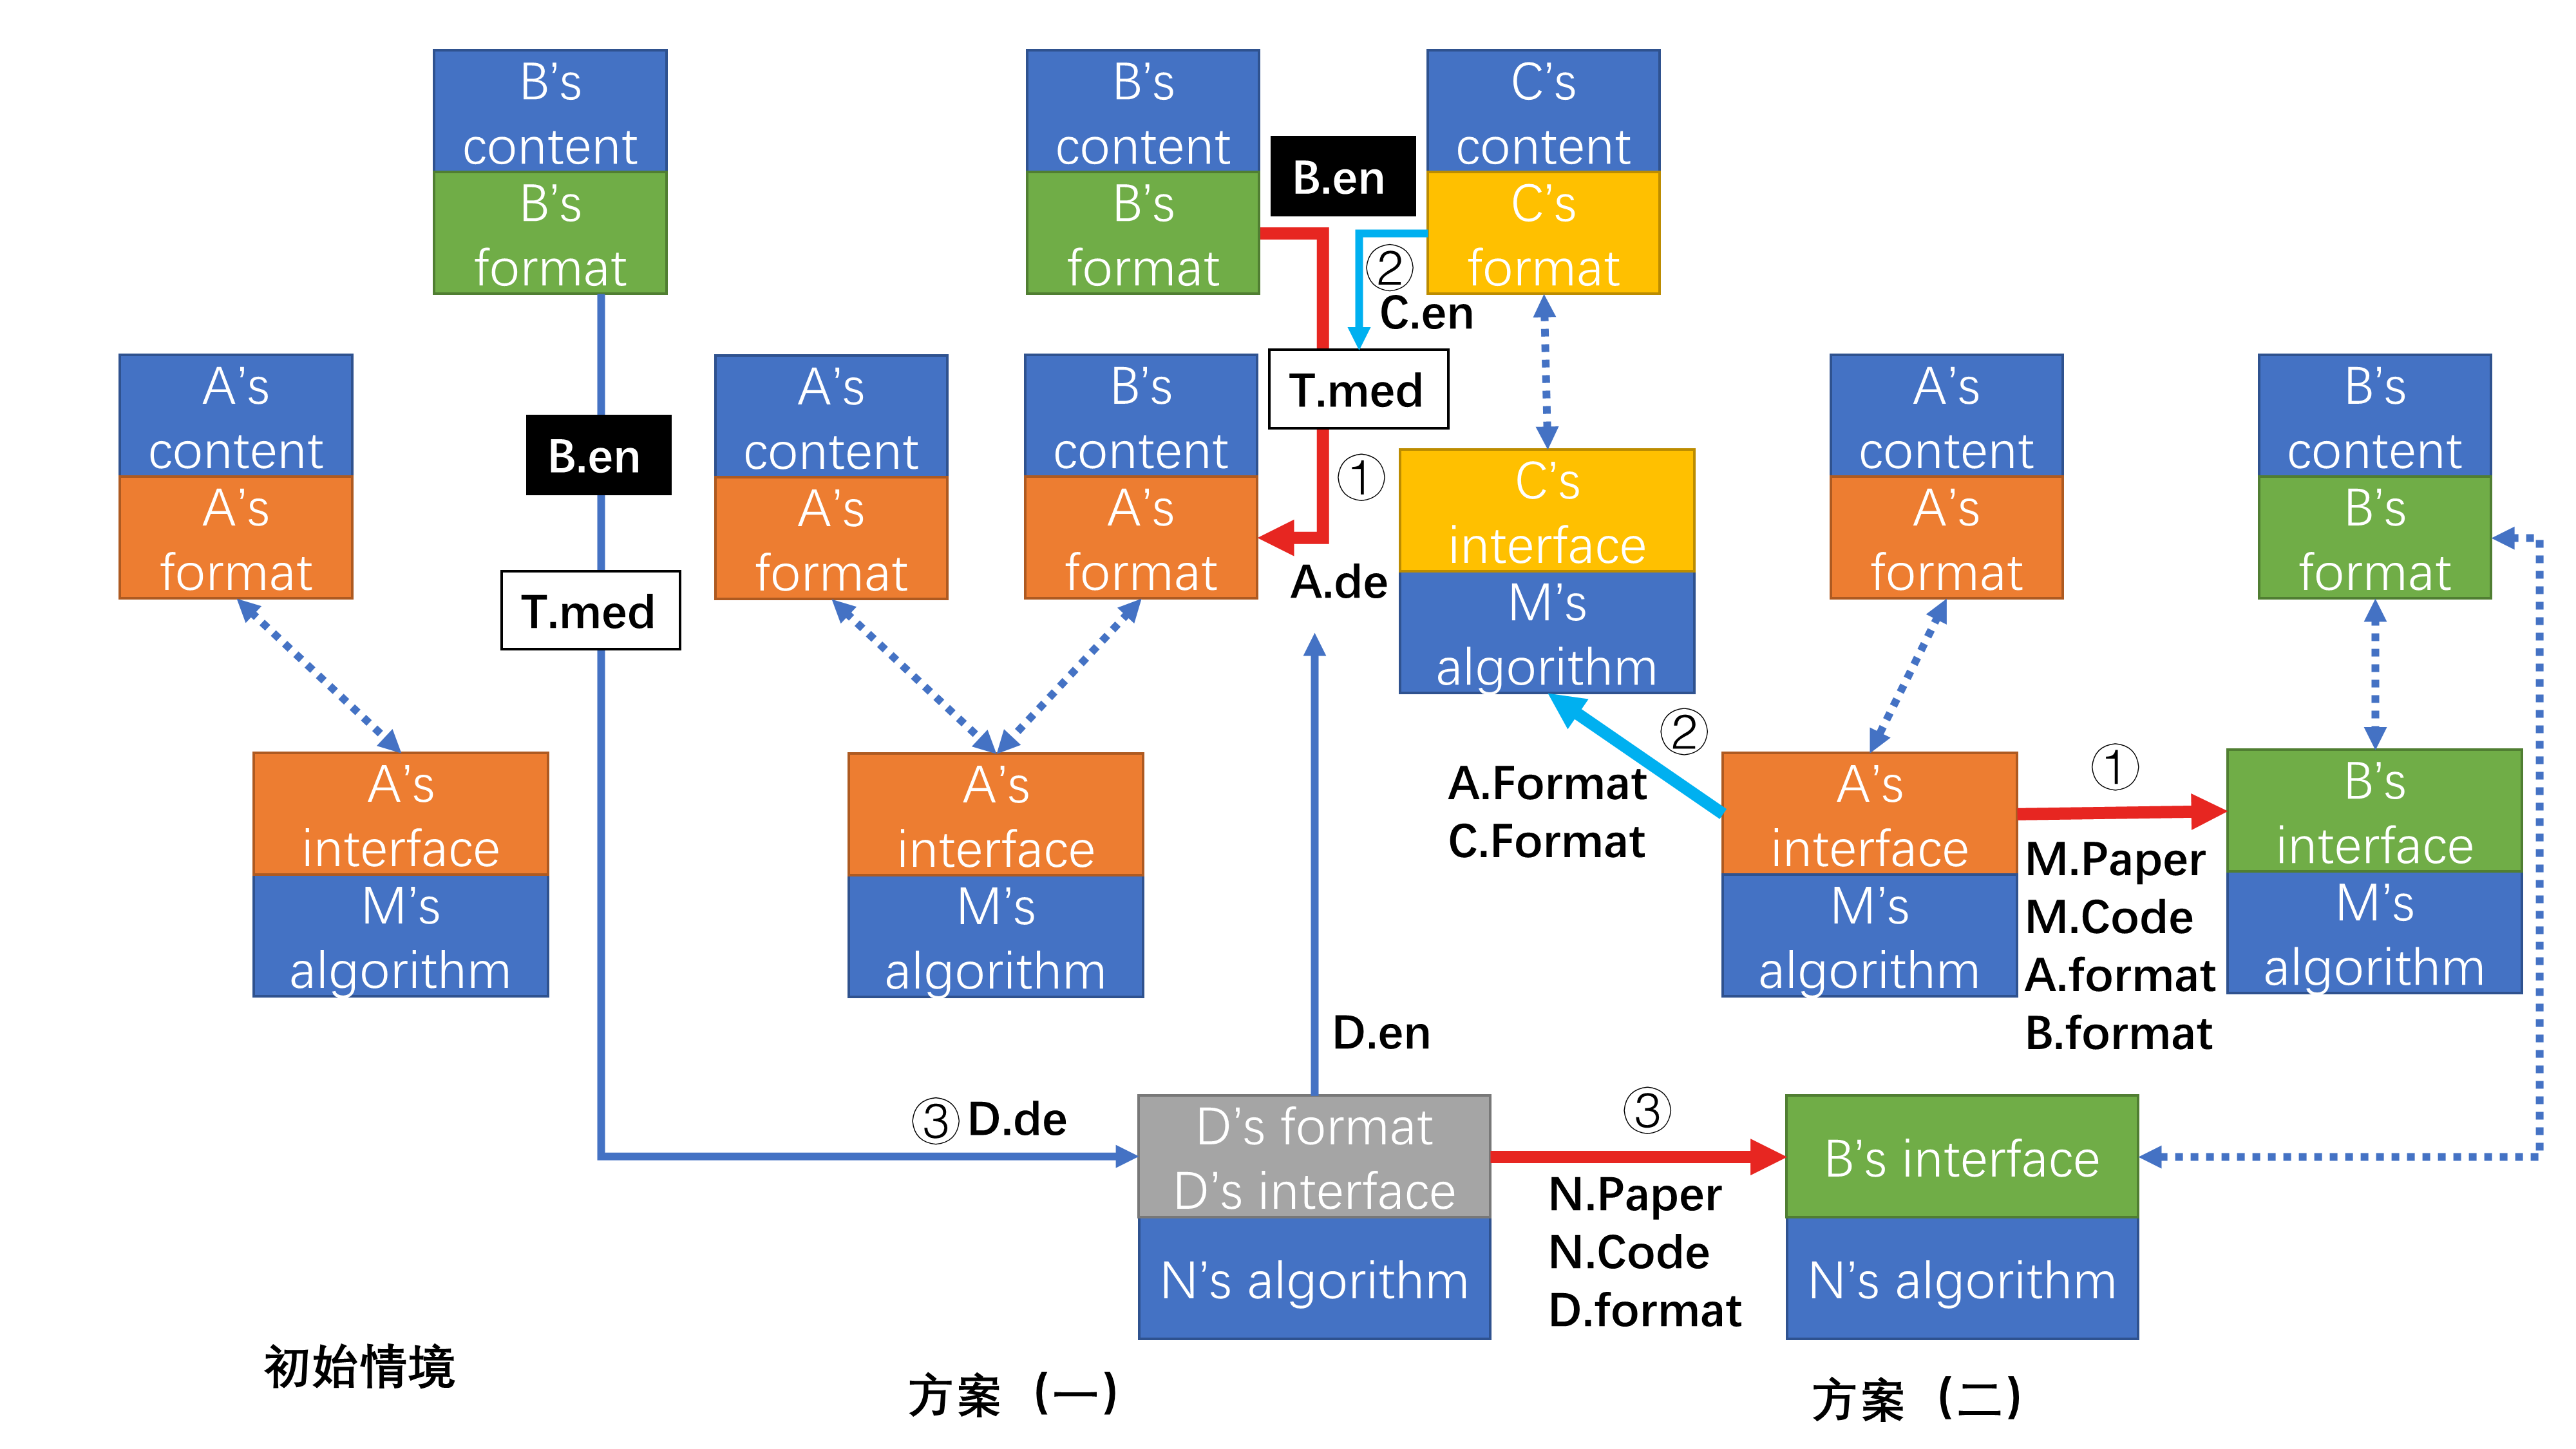 B’s
content
B’s
format
B’s
content
B’s
format
B.en
C’s
content
C’s
format
②
C.en
A’s
content
A’s
format
B.en
T.med
A’s
content
A’s
format
B’s
content
A’s
format
T.med
①
A.de
C’s
interface
M’s
algorithm
A’s
content
A’s
format
B’s
content
B’s
format
A’s
interface
M’s
algorithm
A’s
interface
M’s
algorithm
②
A.Format
C.Format
A’s
interface
M’s
algorithm
①
M.Paper
M.Code
A.format
B.format
B’s
interface
M’s
algorithm
D.en
③ D.de
D’s format
D’s interface
N’s algorithm
③
N.Paper
N.Code
D.format
B’s interface
N’s algorithm
初始情境
方案（一）
方案（二）